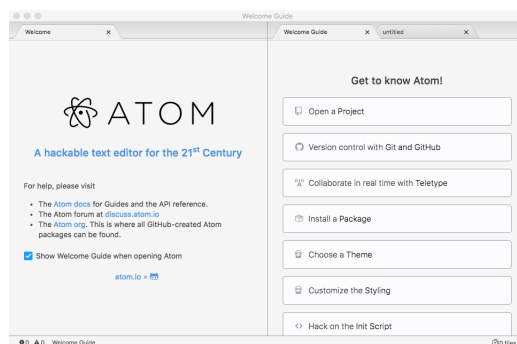 Welcome Guide
Welcome
Welcome Guide
untitled
ATOM
A hackable text editor for the 21st Century
For help, please visit
• The Atom docs for Guides and the API reference.
• The Atom forum at discuss.atom.io
• The Atom org. This is where all GitHub-created Atom
packages can be found.
Show Welcome Guide when opening Atom
atom.io ×
Get to know Atom!
Open a Project
Version control with Git and GitHub
Collaborate in real time with Teletype
Install a Package
Choose a Theme
Customize the Styling
Hack on the Init Script
0 0 Welcome Guide
0 files